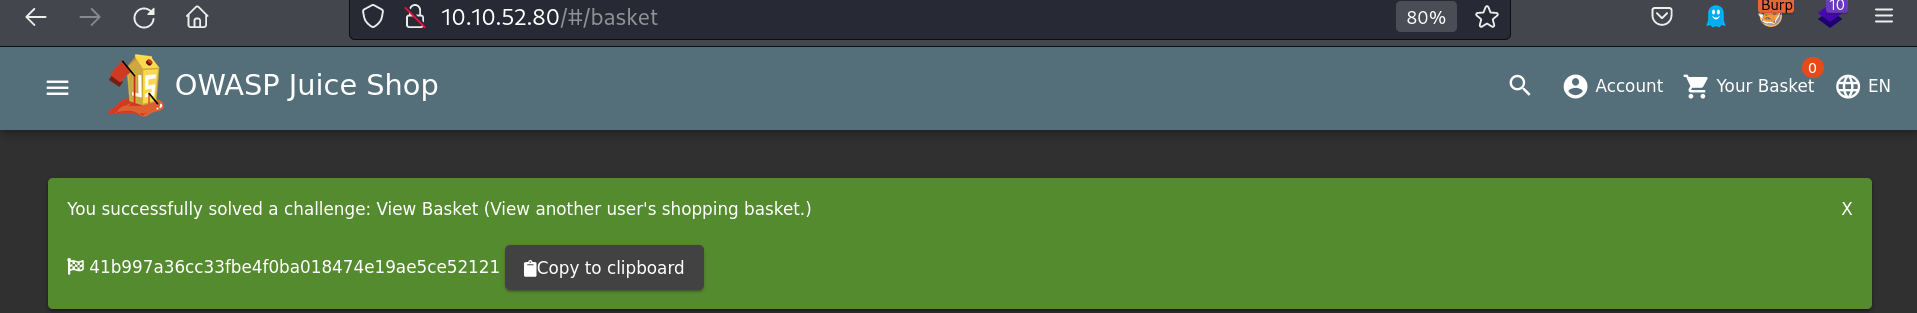 10.10.52.80/#/basket
80%
Burp
10
OWASP Juice Shop
Account
Your Basket
0
EN
You successfully solved a challenge: View Basket (View another user's shopping basket.)
X
41b997a36cc33fbe4f0ba018474e19ae5ce52121
Copy to clipboard